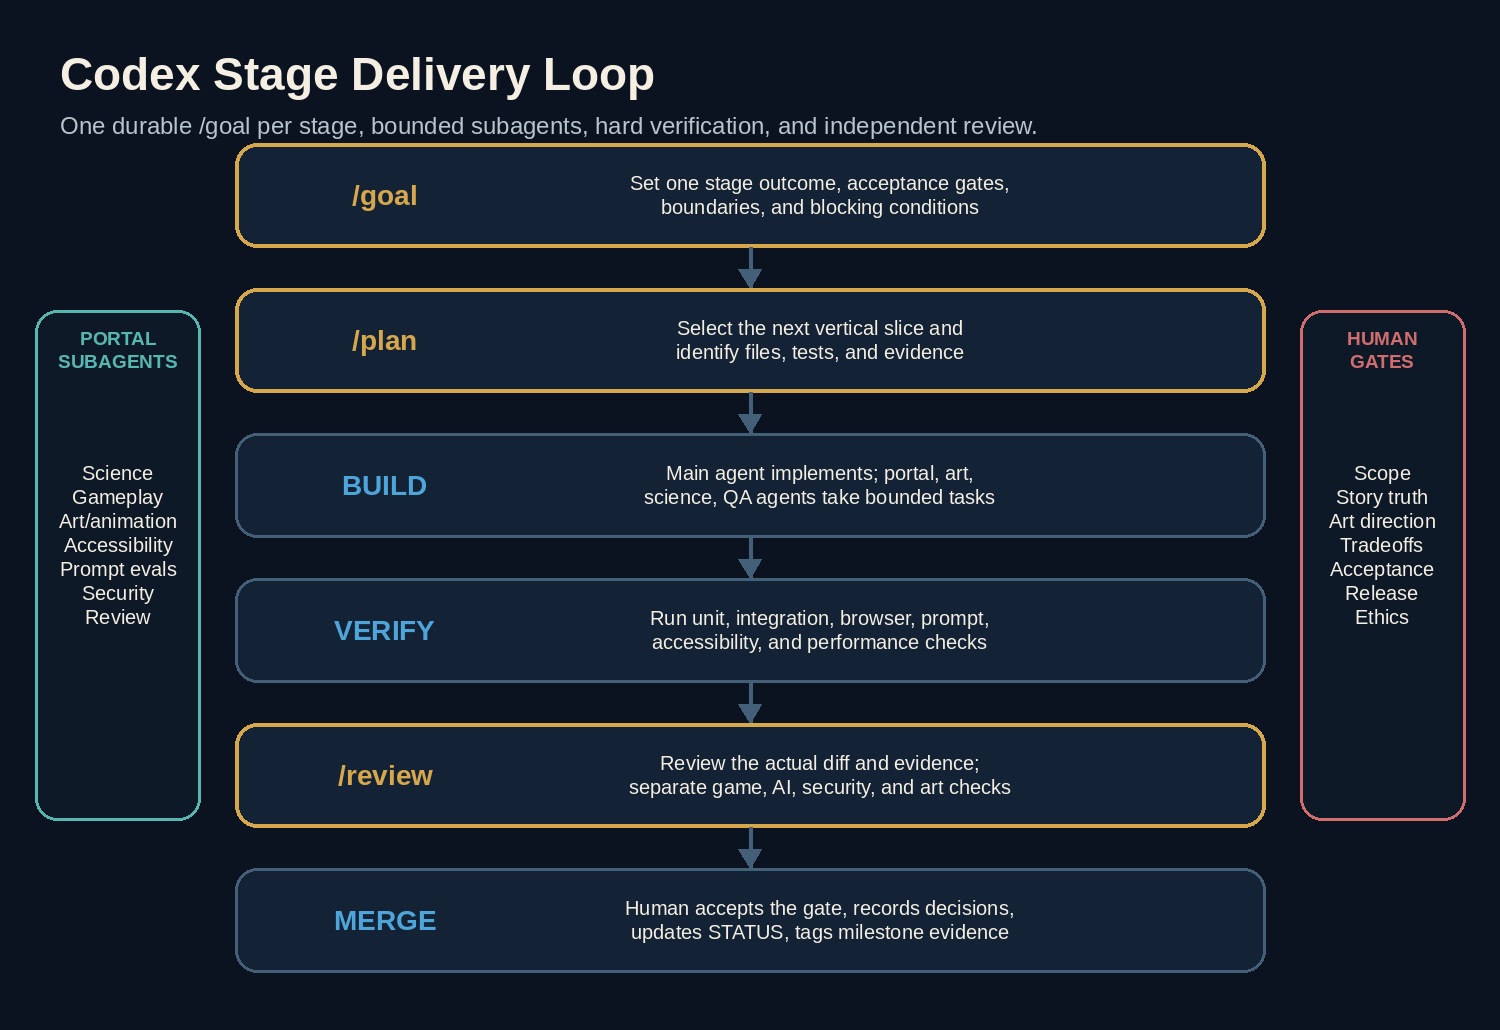 Codex Stage Delivery Loop
One durable /goal per stage, bounded subagents, hard verification, and independent review.
/goal
Set one stage outcome, acceptance gates,
boundaries, and blocking conditions
/plan
Select the next vertical slice and
identify files, tests, and evidence
BUILD
Main agent implements; portal, art,
science, QA agents take bounded tasks
VERIFY
Run unit, integration, browser, prompt,
accessibility, and performance checks
/review
Review the actual diff and evidence;
separate game, AI, security, and art checks
MERGE
Human accepts the gate, records decisions,
updates STATUS, tags milestone evidence
PORTAL
SUBAGENTS
Science
Gameplay
Art/animation
Accessibility
Prompt evals
Security
Review
HUMAN
GATES
Scope
Story truth
Art direction
Tradeoffs
Acceptance
Release
Ethics